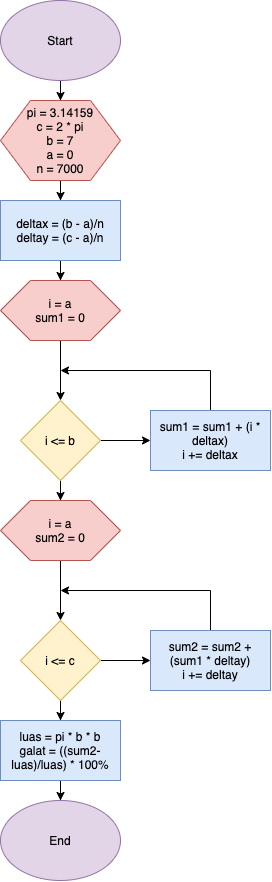 Start
pi = 3.14159
c = 2 * pi
b = 7
a = 0
n = 7000
deltax = (b - a)/n
deltay = (c - a)/n
i = a
sum1 = 0
i <= b
sum1 = sum1 + (i *
deltax)
i += deltax
i = a
sum2 = 0
i <= c
sum2 = sum2 +
(sum1 * deltay)
i += deltay
luas = pi * b * b
galat = ((sum2-
luas)/luas) * 100%
End